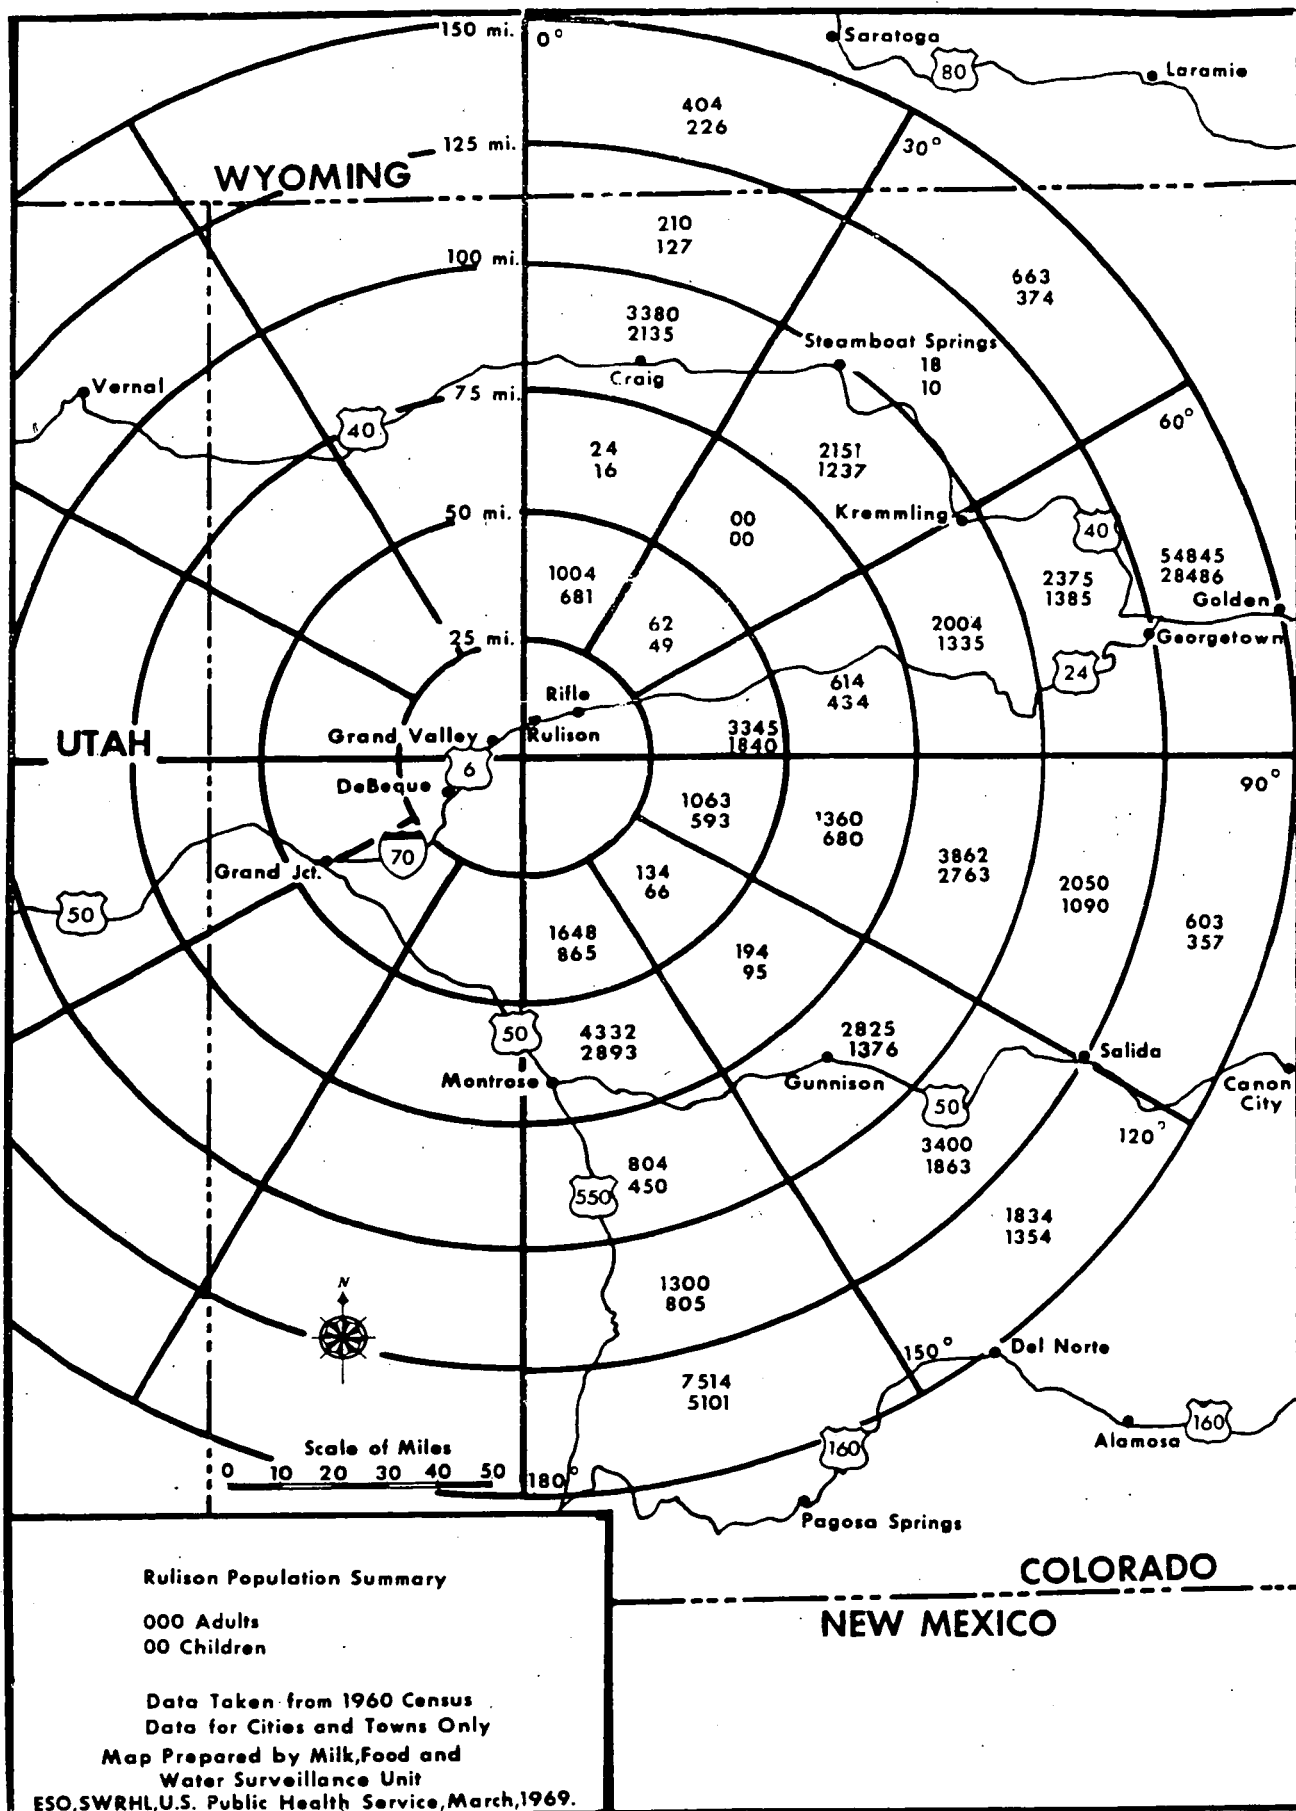 150 mi.
0°
Saratoga
80
Laramie
404
226
125 mi.
30°
WYOMING
210
127
100 mi.
663
374
3380
2135
Steamboat Springs
18
10
Craig
Vernal
75 mi.
40
60°
24
16
2151
1237
50 mi.
00
00
Kremmling
40
54845
28486
1004
681
2375
1385
Golden
25 mi.
62
49
2004
1335
Georgetown
24
Rifle
614
434
UTAH
Grand Valley
Rulison
3345
1840
6
DeBeque
90°
1063
593
1360
680
70
Grand Jct.
134
66
3862
2763
2050
1090
50
1648
865
194
95
603
357
50
4332
2893
2825
1376
Salida
Montrose
Gunnison
50
Canon
City
120°
3400
1863
804
450
550
1834
1354
N
1300
805
150°
Del Norte
7514
5101
160
160
Alamosa
Scale of Miles
0 10 20 30 40 50
180°
Pagosa Springs
COLORADO
NEW MEXICO
Rulison Population Summary
000 Adults
00 Children
Data Taken from 1960 Census
Data for Cities and Towns Only
Map Prepared by Milk,Food and
Water Surveillance Unit
ESO,SWRHL,U.S. Public Health Service,March,1969.